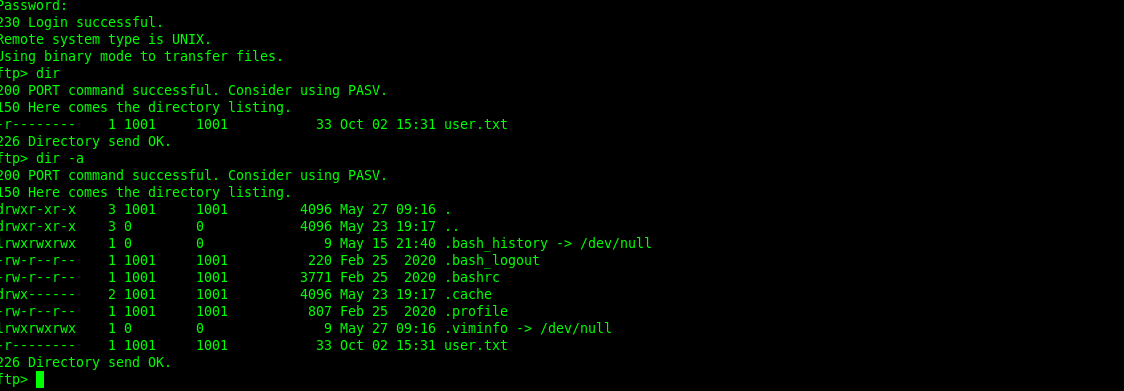 Password:
230 Login successful.
Remote system type is UNIX.
Using binary mode to transfer files.
ftp> dir
200 PORT command successful. Consider using PASV.
150 Here comes the directory listing.
-r--------    1 1001     1001           33 Oct 02 15:31 user.txt
226 Directory send OK.
ftp> dir -a
200 PORT command successful. Consider using PASV.
150 Here comes the directory listing.
drwxr-xr-x    3 1001     1001         4096 May 27 09:16 .
drwxr-xr-x    3 0        0            4096 May 23 19:17 ..
lrwxrwxrwx    1 0        0               9 May 15 21:40 .bash_history -> /dev/null
-rw-r--r--    1 1001     1001          220 Feb 25  2020 .bash_logout
-rw-r--r--    1 1001     1001         3771 Feb 25  2020 .bashrc
drwx------    2 1001     1001         4096 May 23 19:17 .cache
-rw-r--r--    1 1001     1001          807 Feb 25  2020 .profile
lrwxrwxrwx    1 0        0               9 May 27 09:16 .viminfo -> /dev/null
-r--------    1 1001     1001           33 Oct 02 15:31 user.txt
226 Directory send OK.
ftp>